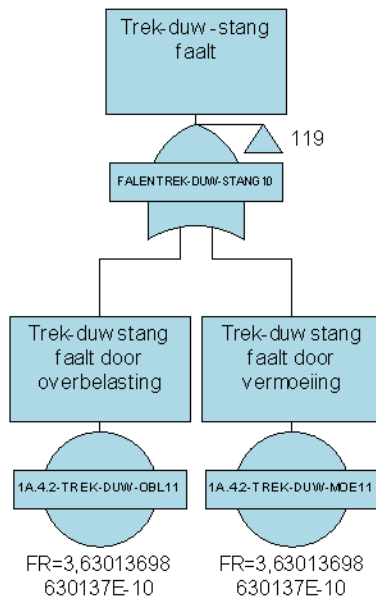 Trek-duw-stang
faalt
119
FALENTREK-DUW-STANG10
Trek-duw stang
faalt door
overbelasting
Trek-duw stang
faalt door
vermoeiing
1A.4.2-TREK-DUW-OBL11
1A.4.2-TREK-DUW-MOE11
FR=3,63013698
630137E-10
FR=3,63013698
630137E-10